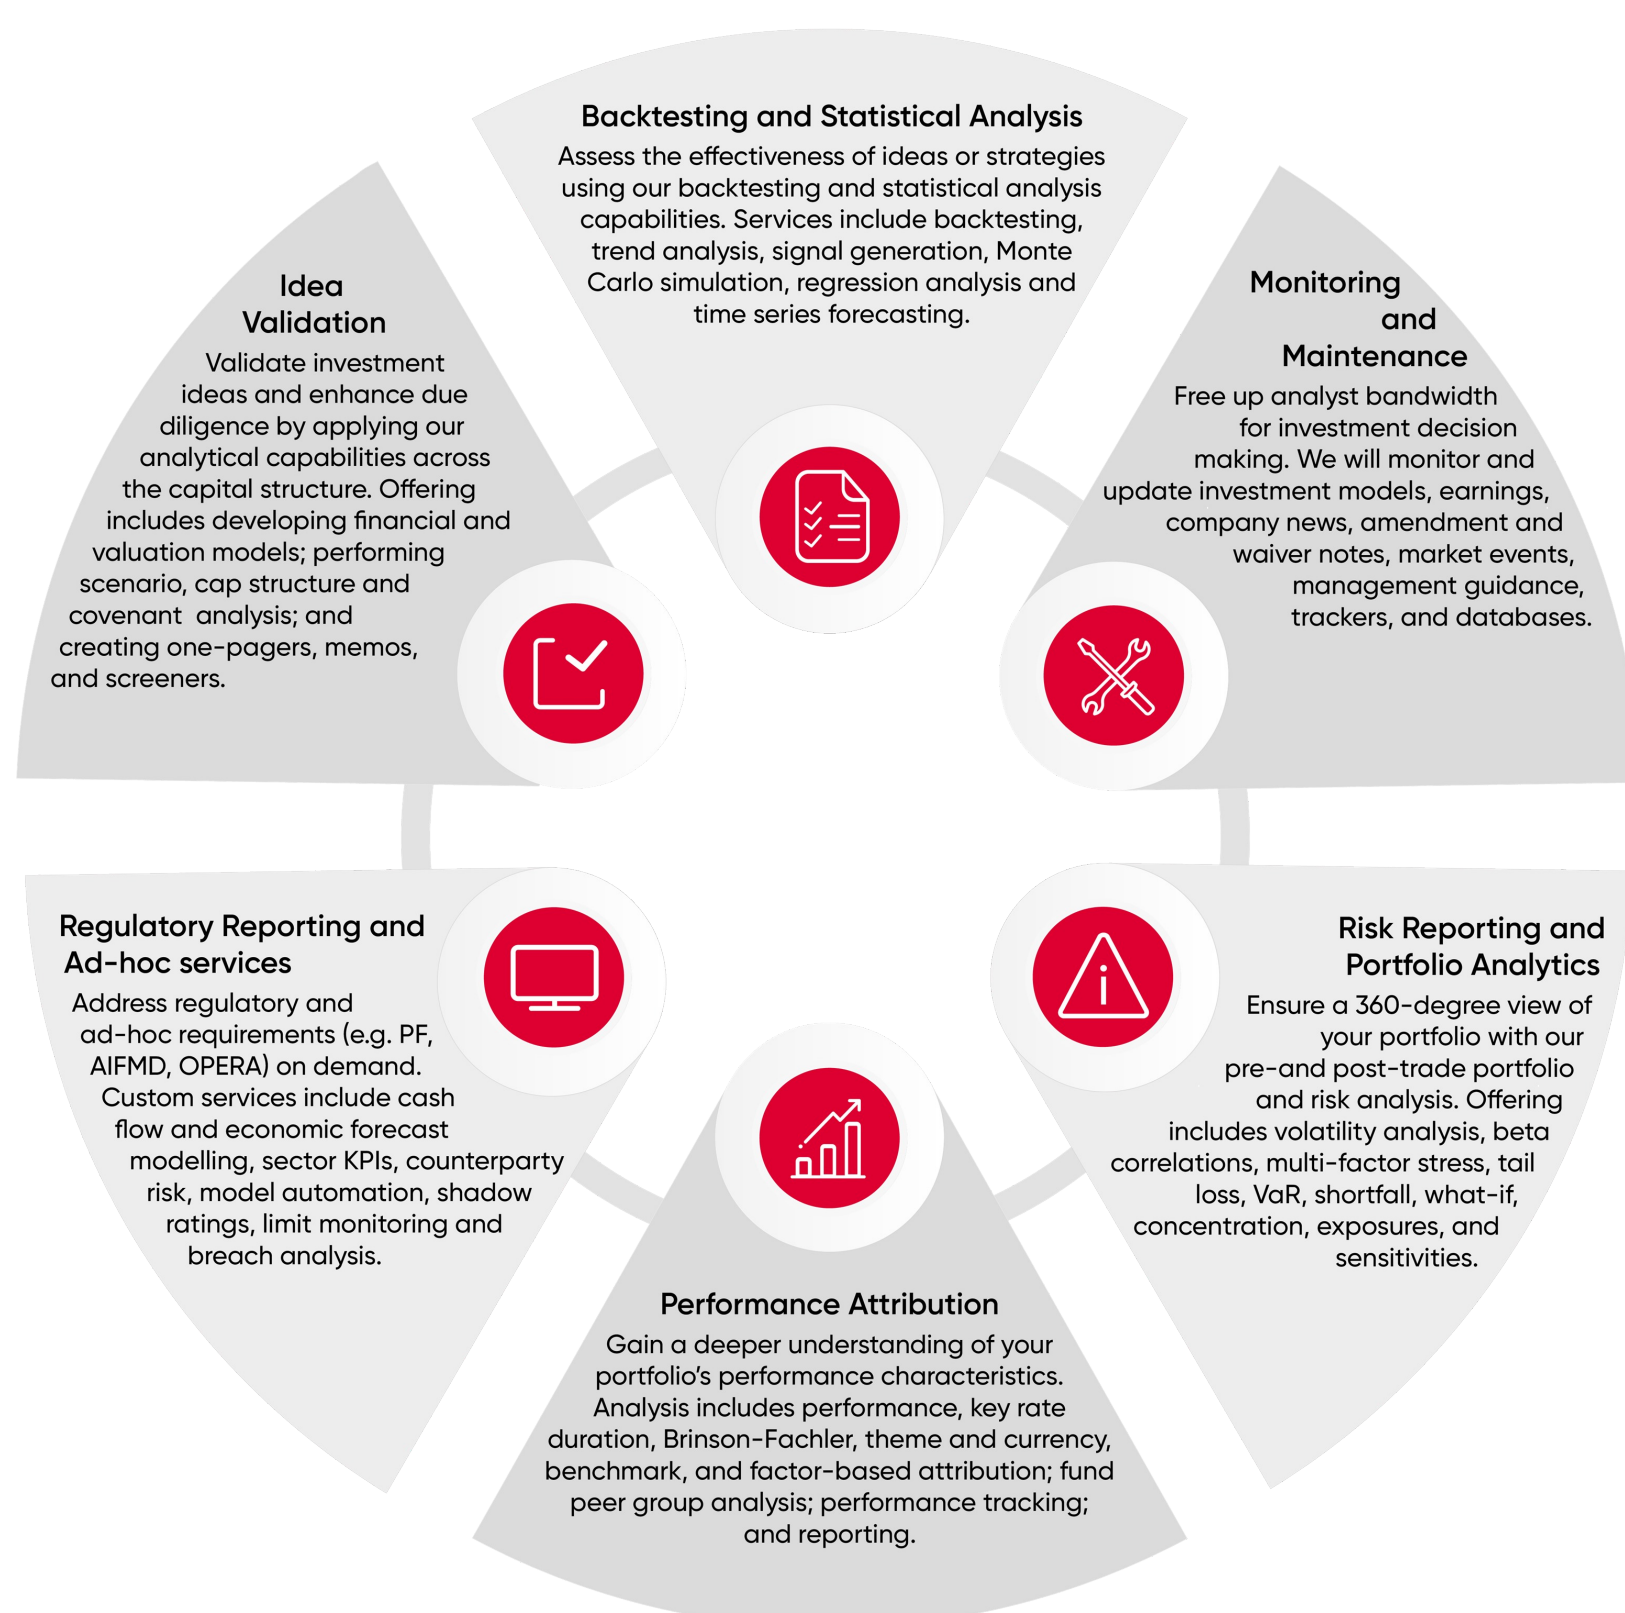 Backtesting and Statistical Analysis
Assess the effectiveness of ideas or strategies
using our backtesting and statistical analysis
capabilities. Services include backtesting,
trend analysis, signal generation, Monte
Carlo simulation, regression analysis and
time series forecasting.
Monitoring
and
Maintenance
Free up analyst bandwidth
for investment decision
making. We will monitor and
update investment models, earnings,
company news, amendment and
waiver notes, market events,
management guidance,
trackers, and databases.
Risk Reporting and
Portfolio Analytics
Ensure a 360-degree view of
your portfolio with our
pre-and post-trade portfolio
and risk analysis. Offering
includes volatility analysis, beta
correlations, multi-factor stress, tail
loss, VaR, shortfall, what-if,
concentration, exposures, and
sensitivities.
Performance Attribution
Gain a deeper understanding of your
portfolio’s performance characteristics.
Analysis includes performance, key rate
duration, Brinson-Fachler, theme and currency,
benchmark, and factor-based attribution; fund
peer group analysis; performance tracking;
and reporting.
Regulatory Reporting and
Ad-hoc services
Address regulatory and
ad-hoc requirements (e.g. PF,
AIFMD, OPERA) on demand.
Custom services include cash
flow and economic forecast
modelling, sector KPIs, counterparty
risk, model automation, shadow
ratings, limit monitoring and
breach analysis.
Idea
Validation
Validate investment
ideas and enhance due
diligence by applying our
analytical capabilities across
the capital structure. Offering
includes developing financial and
valuation models; performing
scenario, cap structure and
covenant analysis; and
creating one-pagers, memos,
and screeners.